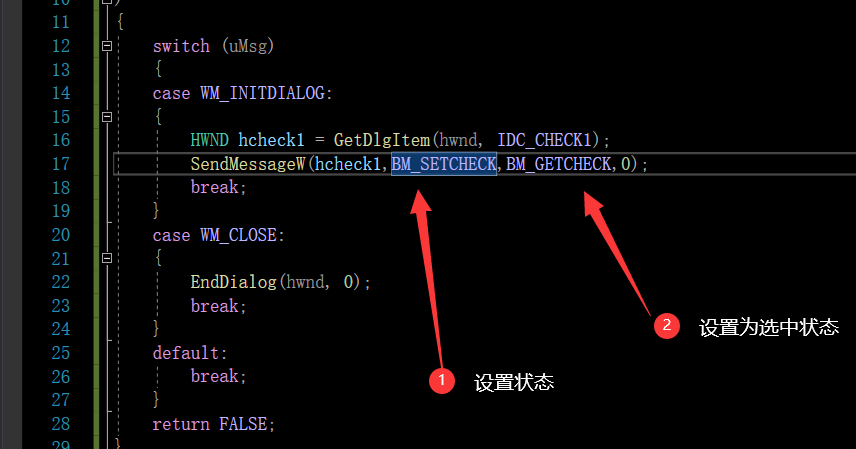 10 )
11 {
12 switch (uMsg)
13 {
14 case WM_INITDIALOG:
15 {
16 HWND hcheck1 = GetDlgItem(hwnd, IDC_CHECK1);
17 SendMessageW(hcheck1,BM_SETCHECK,BM_GETCHECK,0);
18 break;
19 }
20 case WM_CLOSE:
21 {
22 EndDialog(hwnd, 0);
23 break;
24 }
25 default:
26 break;
27 }
28 return FALSE;
29 }
2 设置为选中状态
1 设置状态